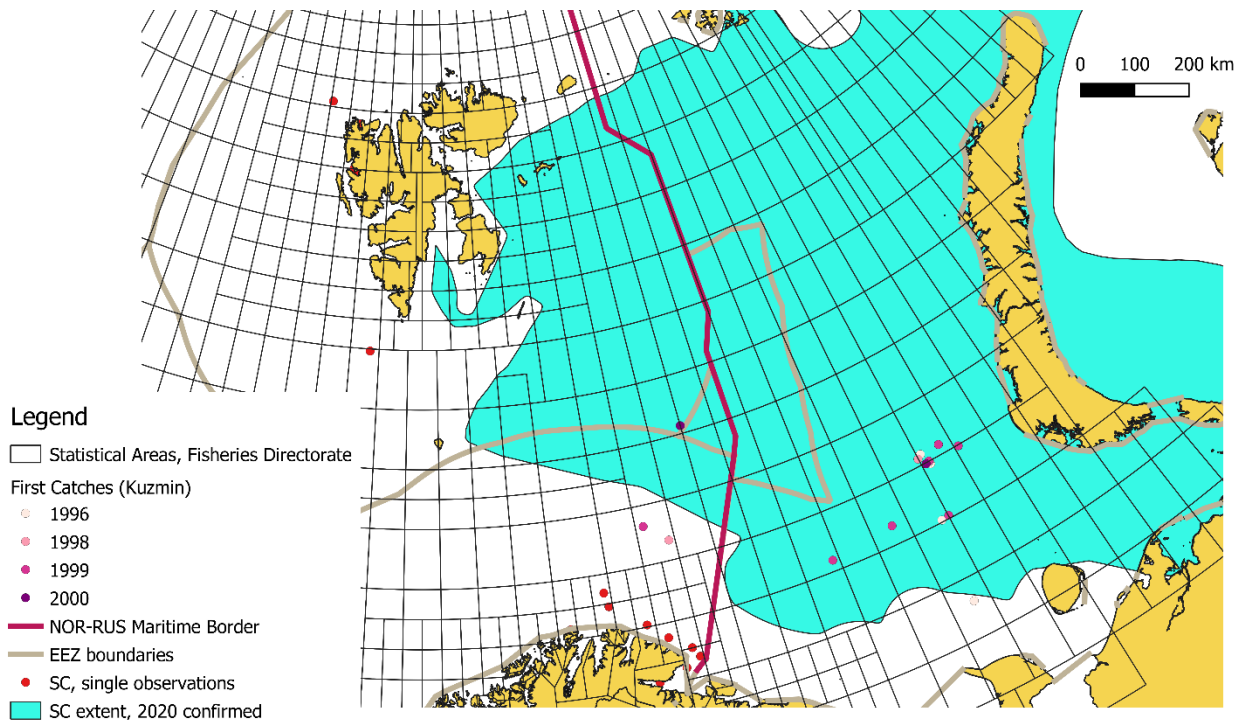 0 100 200 km
Legend
Statistical Areas, Fisheries Directorate
First Catches (Kuzmin)
1996
1998
1999
2000
NOR-RUS Maritime Border
EEZ boundaries
SC, single observations
SC extent, 2020 confirmed